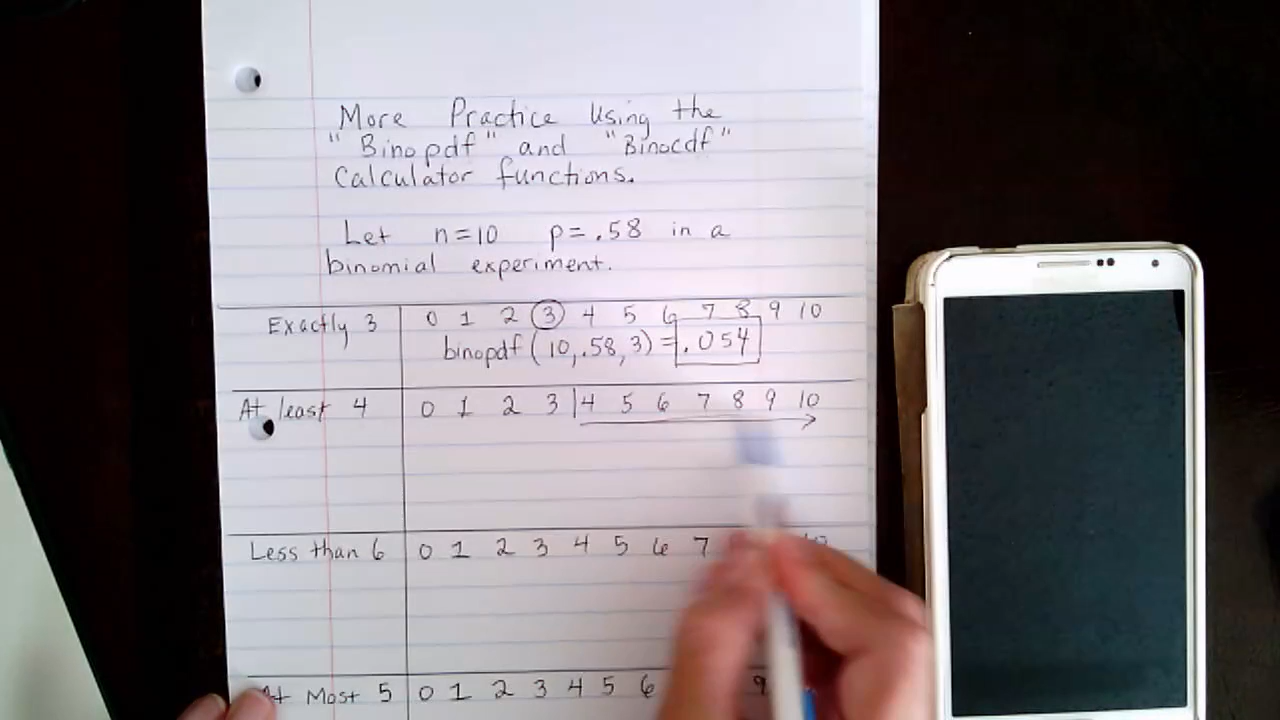 More Practice Using the
"Binopdf" and "Binocdf"
Calculator functions.
Let n=10 p=.58 in a
binomial experiment.
Exactly 3 0 1 2 3 4 5 6 7 8 9 10
binopdf(10,.58,3)=.054
At least 4 0 1 2 3 4 5 6 7 8 9 10
Less than 6 0 1 2 3 4 5 6 7 10
At Most 5 0 1 2 3 4 5 6 9